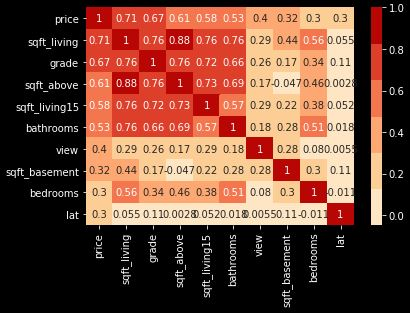 price 1 0.71 0.67 0.61 0.58 0.53 0.4 0.32 0.3 0.3
sqft_living 0.71 1 0.76 0.88 0.76 0.76 0.29 0.44 0.56 0.055
grade 0.67 0.76 1 0.76 0.72 0.66 0.26 0.17 0.34 0.11
sqft_above 0.61 0.88 0.76 1 0.73 0.69 0.17 -0.047 0.46 0.0028
sqft_living15 0.58 0.76 0.72 0.73 1 0.57 0.29 0.22 0.38 0.052
bathrooms 0.53 0.76 0.66 0.69 0.57 1 0.18 0.28 0.51 0.018
view 0.4 0.29 0.26 0.17 0.29 0.18 1 0.28 0.08 0.0055
sqft_basement 0.32 0.44 0.17 -0.047 0.22 0.28 0.28 1 0.3 0.11
bedrooms 0.3 0.56 0.34 0.46 0.38 0.51 0.08 0.3 1 -0.011
lat 0.3 0.055 0.11 0.0028 0.052 0.018 0.0055 0.11 -0.011 1
price sqft_living grade sqft_above sqft_living15 bathrooms view sqft_basement bedrooms lat
1.0
0.8
0.6
0.4
0.2
0.0